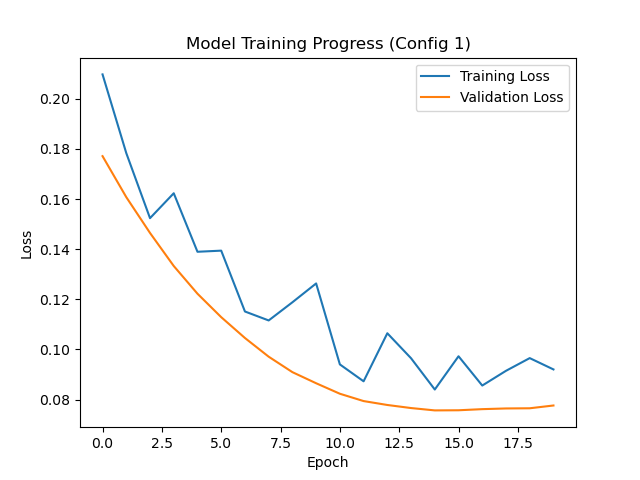 Model Training Progress (Config 1)
Training Loss
Validation Loss
0.20
0.18
0.16
0.14
0.12
0.10
0.08
Loss
0.0 2.5 5.0 7.5 10.0 12.5 15.0 17.5
Epoch